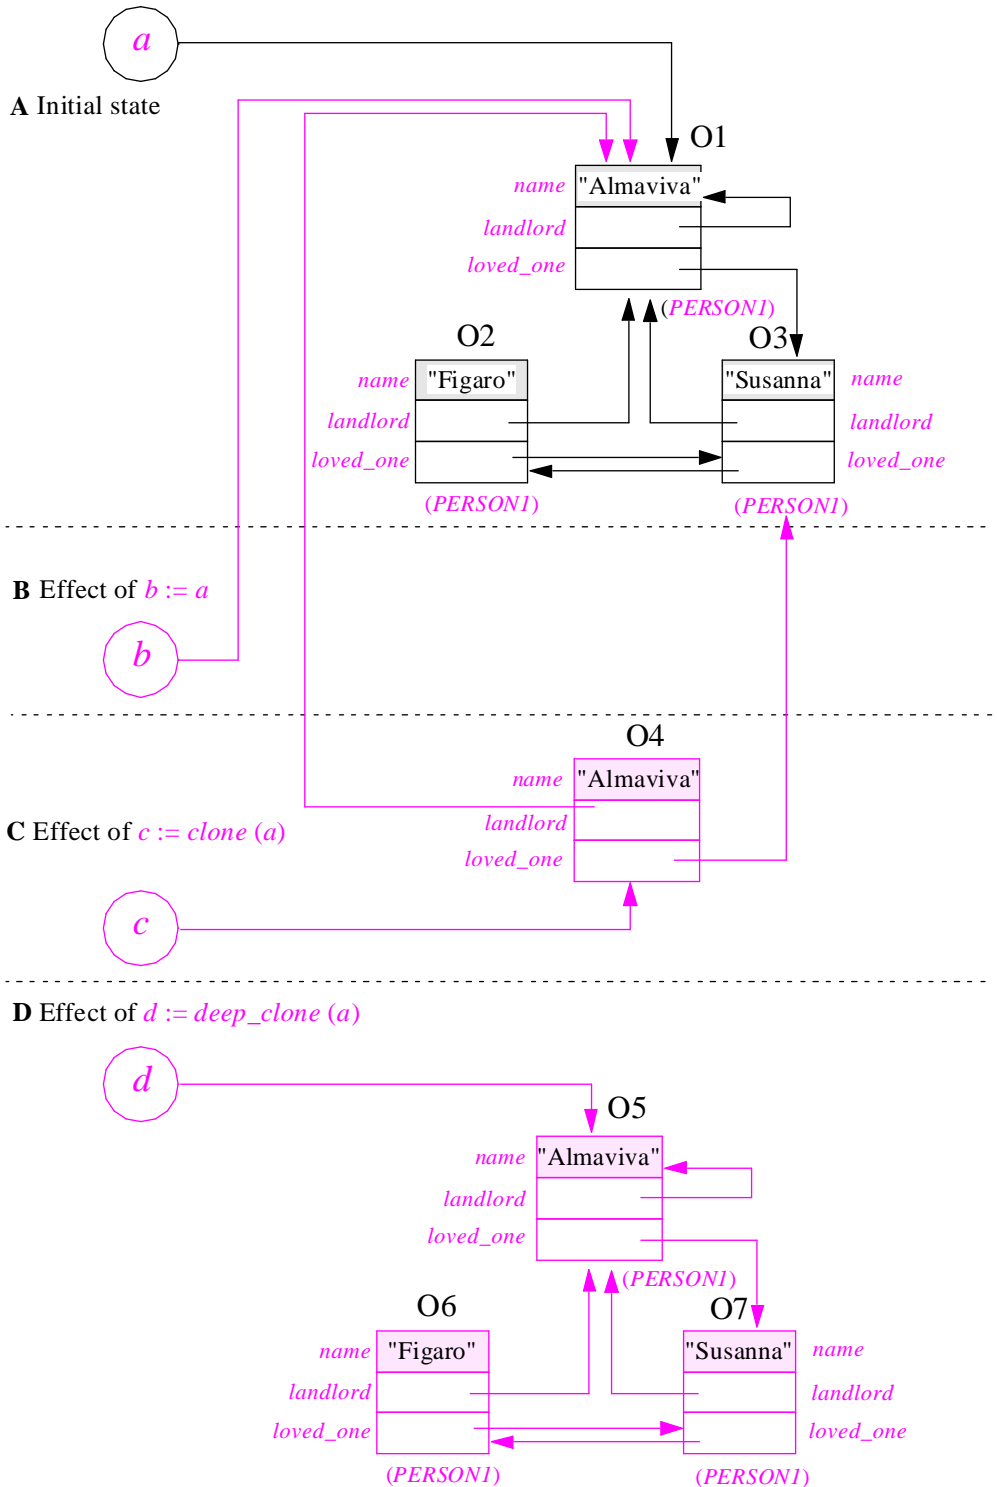 a
A Initial state
O1
name "Almaviva"
landlord
loved_one
(PERSON1)
O2 O3
name "Figaro" "Susanna" name
landlord landlord
loved_one loved_one
(PERSON1) (PERSON1)
B Effect of b := a
b
O4
name "Almaviva"
landlord
C Effect of c := clone (a)
loved_one
c
D Effect of d := deep_clone (a)
d
O5
name "Almaviva"
landlord
loved_one
(PERSON1)
O6 O7
name "Figaro" "Susanna" name
landlord landlord
loved_one loved_one
(PERSON1) (PERSON1)